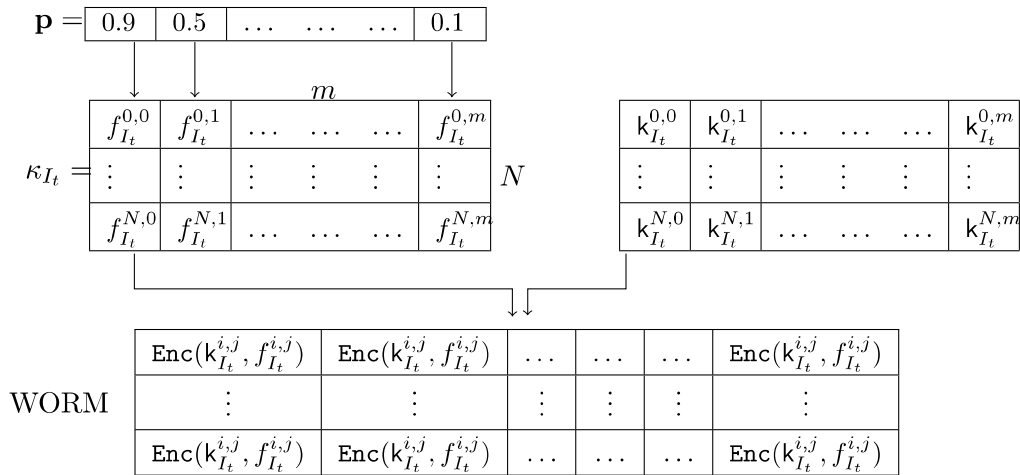 p = 0.9 0.5 … … … 0.1
m
f_{I_t}^{0,0} f_{I_t}^{0,1} … … … f_{I_t}^{0,m} k_{I_t}^{0,0} k_{I_t}^{0,1} … … … k_{I_t}^{0,m}
κ_{I_t} = ⋮ ⋮ ⋮ ⋮ ⋮ ⋮ N ⋮ ⋮ ⋮ ⋮ ⋮ ⋮
f_{I_t}^{N,0} f_{I_t}^{N,1} … … … f_{I_t}^{N,m} k_{I_t}^{N,0} k_{I_t}^{N,1} … … … k_{I_t}^{N,m}
Enc(k_{I_t}^{i,j}, f_{I_t}^{i,j}) Enc(k_{I_t}^{i,j}, f_{I_t}^{i,j}) … … … Enc(k_{I_t}^{i,j}, f_{I_t}^{i,j})
WORM ⋮ ⋮ ⋮ ⋮ ⋮ ⋮
Enc(k_{I_t}^{i,j}, f_{I_t}^{i,j}) Enc(k_{I_t}^{i,j}, f_{I_t}^{i,j}) … … … Enc(k_{I_t}^{i,j}, f_{I_t}^{i,j})